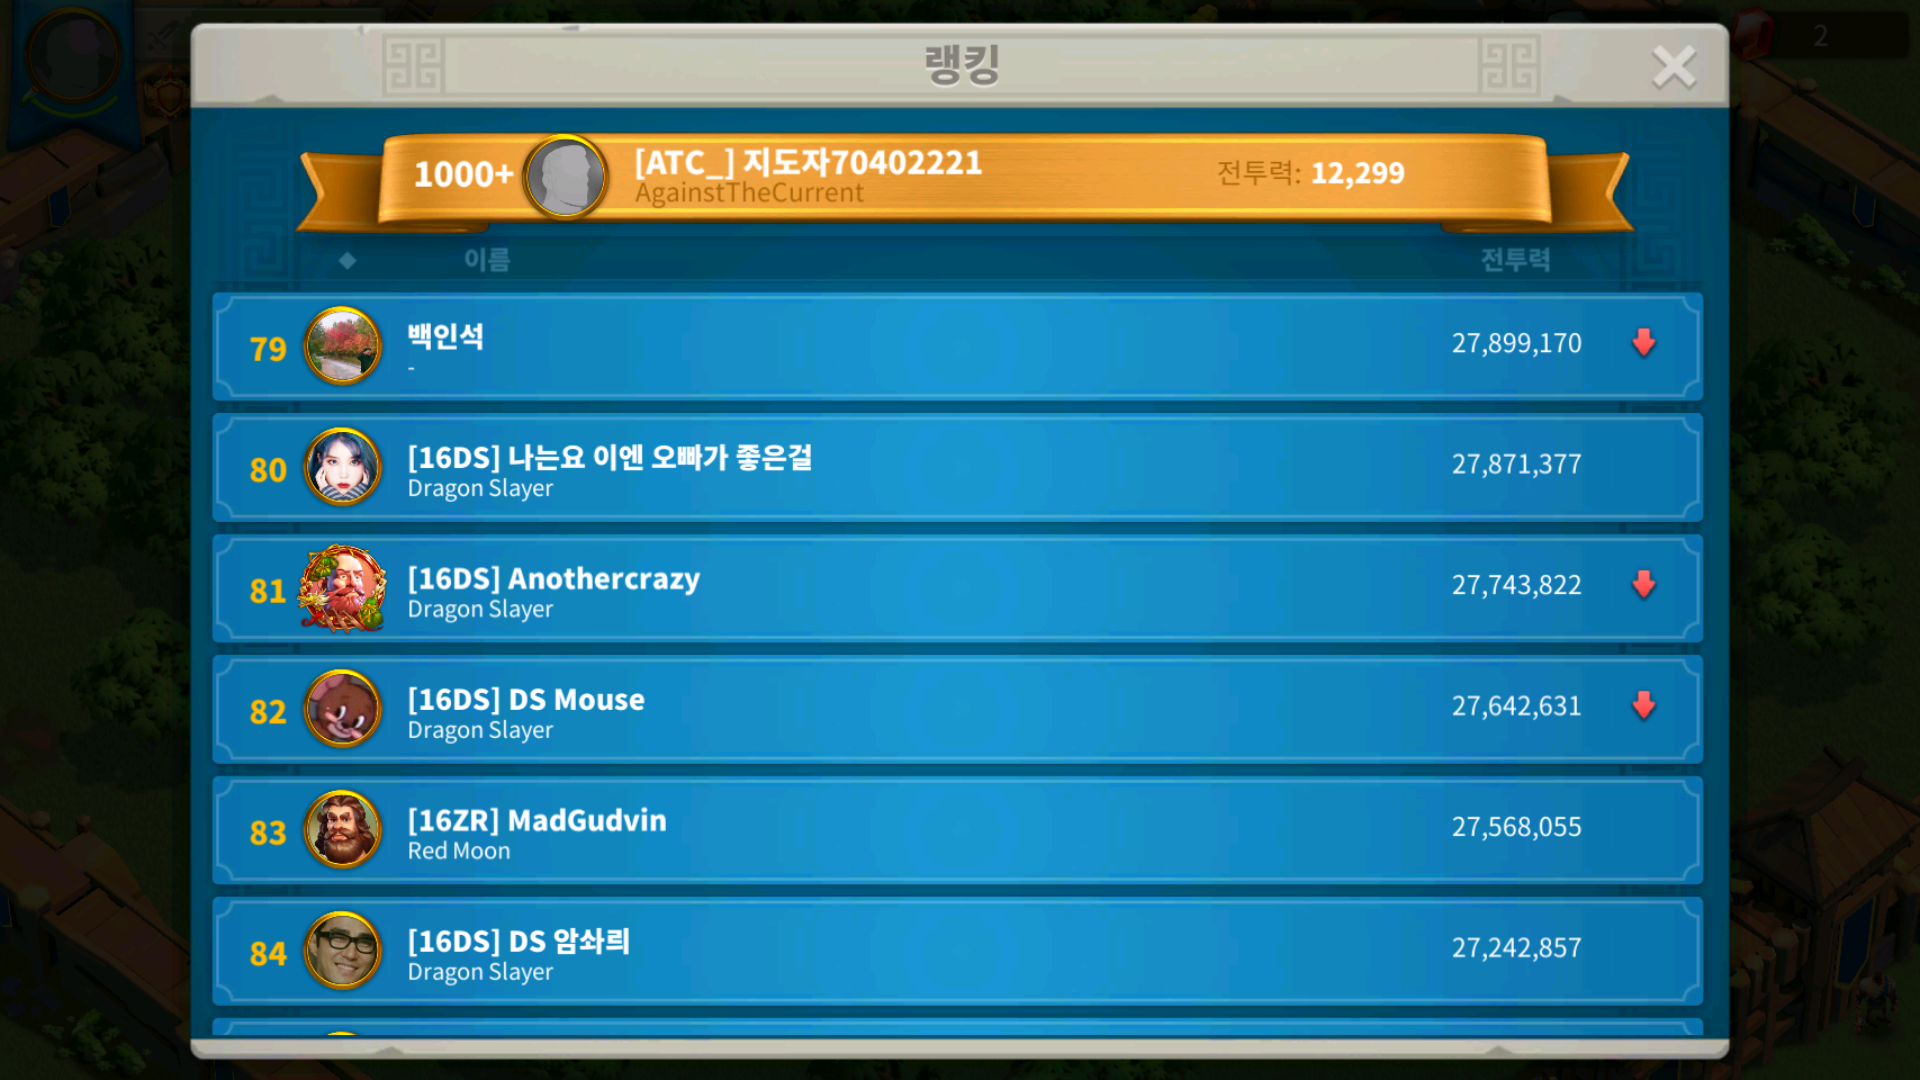 랭킹
2
1000+
[ATC_] 지도자70402221
AgainstTheCurrent
전투력: 12,299
이름
전투력
79
백인석
-
27,899,170
80
[16DS] 나는요 이엔 오빠가 좋은걸
Dragon Slayer
27,871,377
81
[16DS] Anothercrazy
Dragon Slayer
27,743,822
82
[16DS] DS Mouse
Dragon Slayer
27,642,631
83
[16ZR] MadGudvin
Red Moon
27,568,055
84
[16DS] DS 암솨릐
Dragon Slayer
27,242,857